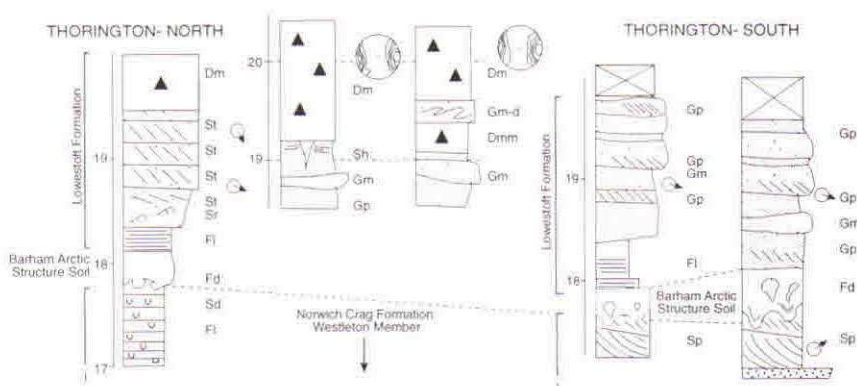 THORINGTON- NORTH
Lowestoft Formation
Barham Arctic
Structure Soil
19
18
17
Dm
St
St
St
St
Sr
Fl
Fd
Sd
Fl
20
19
Dm
Sh
Gm
Gp
Dm
Gm-d
Dmm
Gm
Norwich Crag Formation
Westleton Member
THORINGTON- SOUTH
Lowestoft Formation
19
18
Gp
Gp
Gm
Gp
Fl
Barham Arctic
Structure Soil
Sp
Gp
Gp
Gm
Gp
Fd
Sp